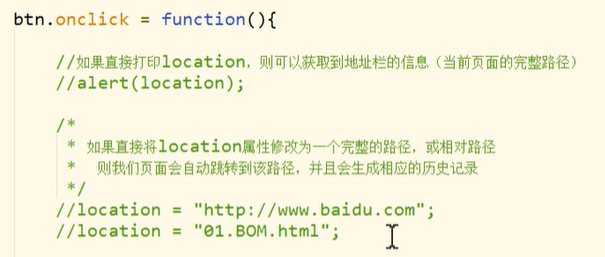 btn.onclick = function(){
//如果直接打印location，则可以获取到地址栏的信息（当前页面的完整路径）
//alert(location);
/*
* 如果直接将location属性修改为一个完整的路径，或相对路径
* 则我们页面会自动跳转到该路径，并且会生成相应的历史记录
*/
//location = "http://www.baidu.com";
//location = "01.BOM.html";